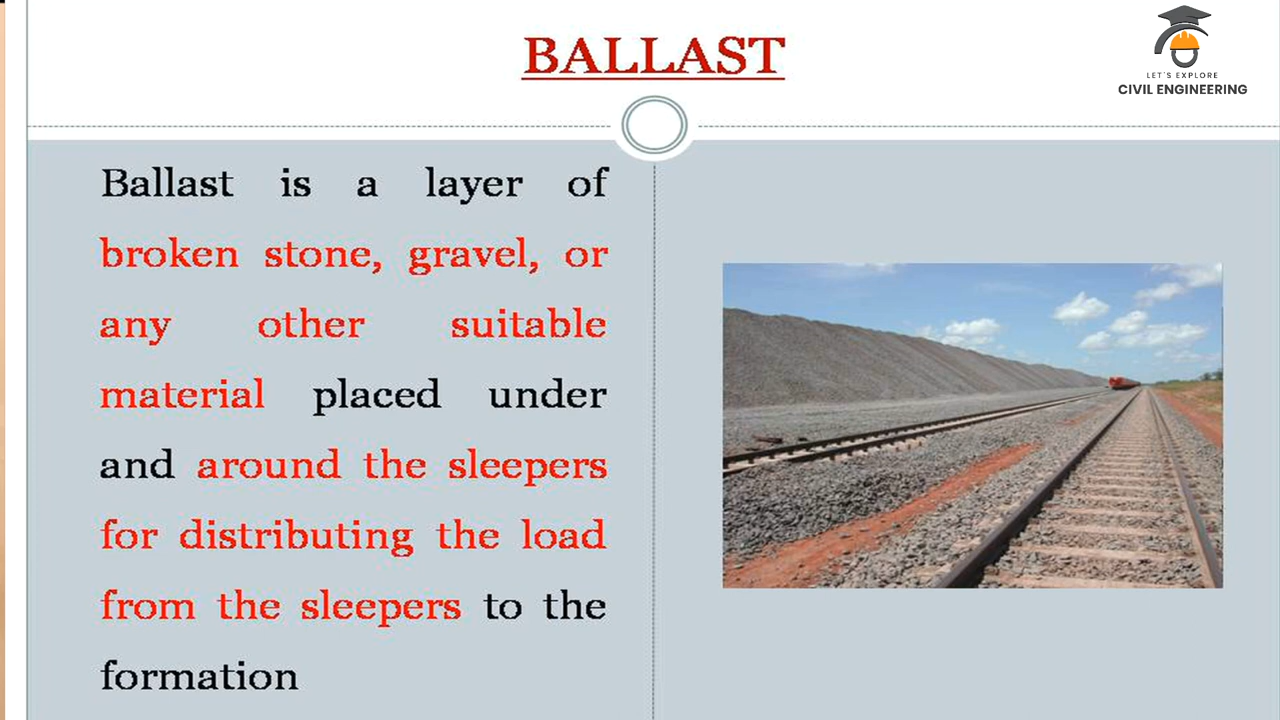 BALLAST
LET'S EXPLORE
CIVIL ENGINEERING
Ballast is a layer of
broken stone, gravel, or
any other suitable
material placed under
and around the sleepers
for distributing the load
from the sleepers to the
formation